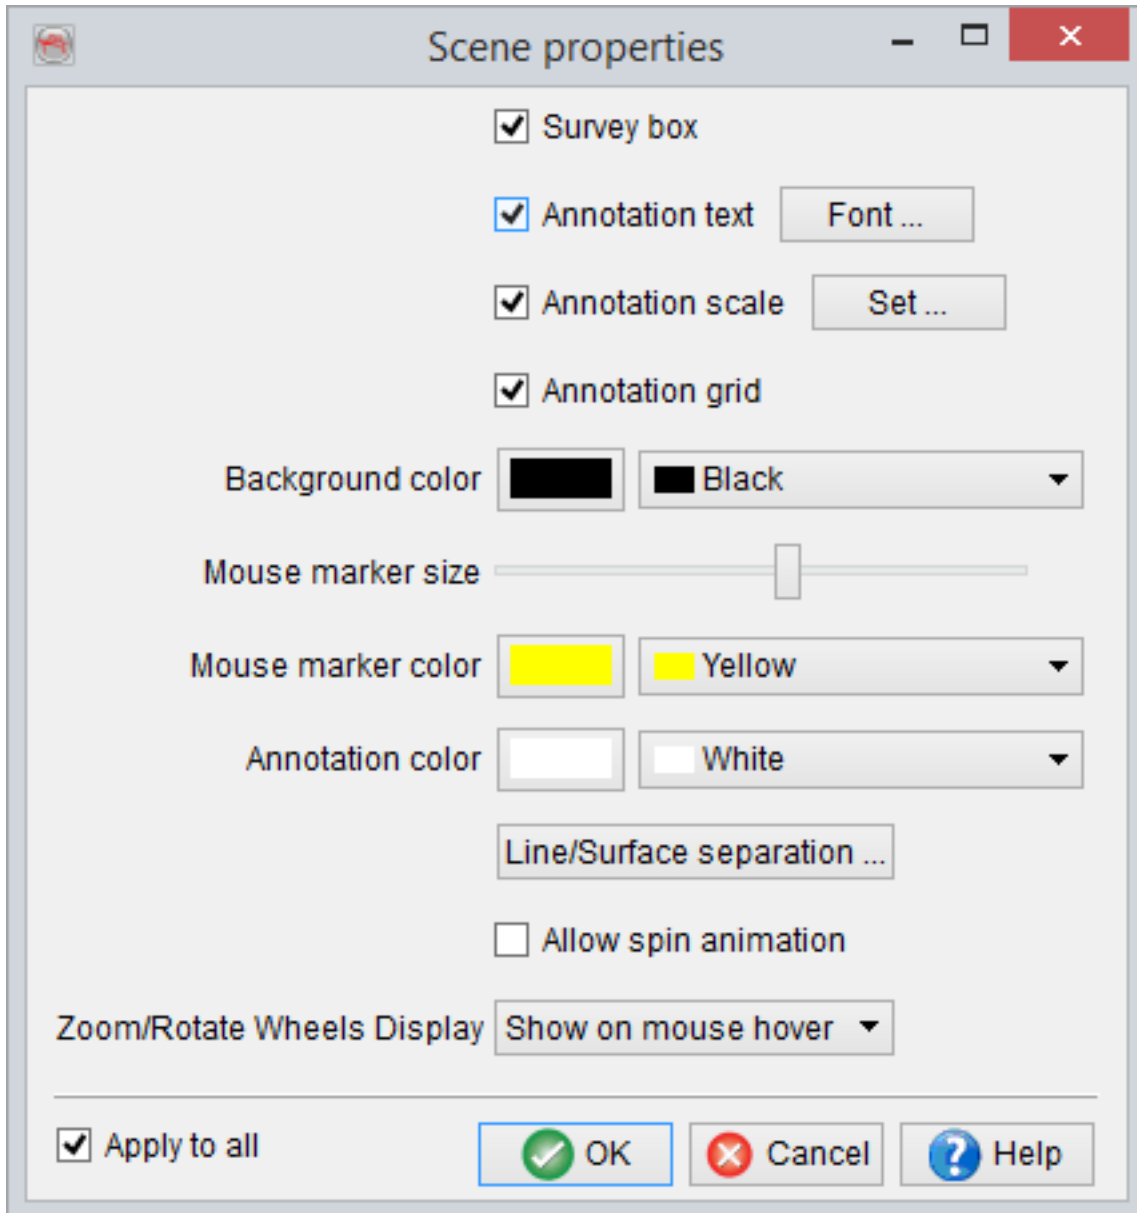 Scene properties
Survey box
Annotation text Font ...
Annotation scale Set ...
Annotation grid
Background color Black
Mouse marker size
Mouse marker color Yellow
Annotation color White
Line/Surface separation ...
Allow spin animation
Zoom/Rotate Wheels Display Show on mouse hover
Apply to all OK Cancel Help